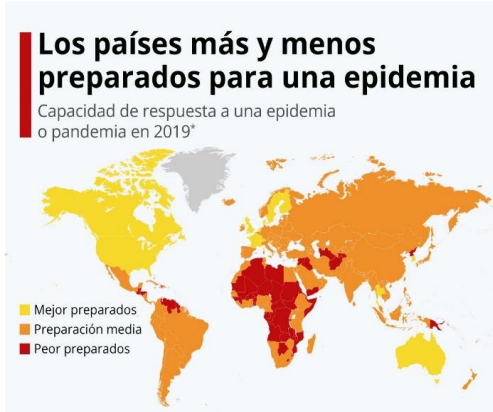 Los países más y menos
preparados para una epidemia
Capacidad de respuesta a una epidemia
o pandemia en 2019*
Mejor preparados
Preparación media
Peor preparados